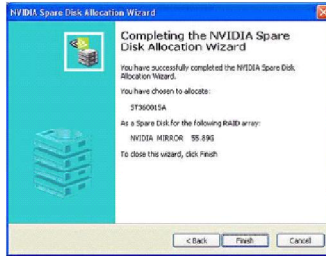 NVIDIA Spare Disk Allocation Wizard
Completing the NVIDIA Spare
Disk Allocation Wizard
You have successfully completed the NVIDIA Spare Disk
Allocation Wizard.
You have chosen to allocate:
ST360015A
As a Spare Disk for the following RAID array:
NVIDIA MIRROR 55.89G
To close this wizard, click Finish
< Back
Finish
Cancel